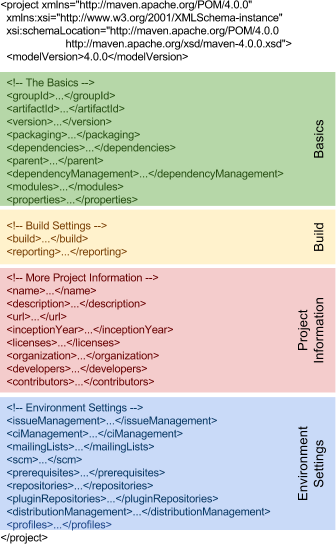 <project xmlns="http://maven.apache.org/POM/4.0.0"
xmlns:xsi="http://www.w3.org/2001/XMLSchema-instance"
xsi:schemaLocation="http://maven.apache.org/POM/4.0.0
http://maven.apache.org/xsd/maven-4.0.0.xsd">
<modelVersion>4.0.0</modelVersion>
<!-- The Basics -->
<groupId>...</groupId>
<artifactId>...</artifactId>
<version>...</version>
<packaging>...</packaging>
<dependencies>...</dependencies>
<parent>...</parent>
<dependencyManagement>...</dependencyManagement>
<modules>...</modules>
<properties>...</properties>
Basics
<!-- Build Settings -->
<build>...</build>
<reporting>...</reporting>
Build
<!-- More Project Information -->
<name>...</name>
<description>...</description>
<url>...</url>
<inceptionYear>...</inceptionYear>
<licenses>...</licenses>
<organization>...</organization>
<developers>...</developers>
<contributors>...</contributors>
Project
Information
<!-- Environment Settings -->
<issueManagement>...</issueManagement>
<ciManagement>...</ciManagement>
<mailingLists>...</mailingLists>
<scm>...</scm>
<prerequisites>...</prerequisites>
<repositories>...</repositories>
<pluginRepositories>...</pluginRepositories>
<distributionManagement>...</distributionManagement>
<profiles>...</profiles>
Environment
Settings
</project>